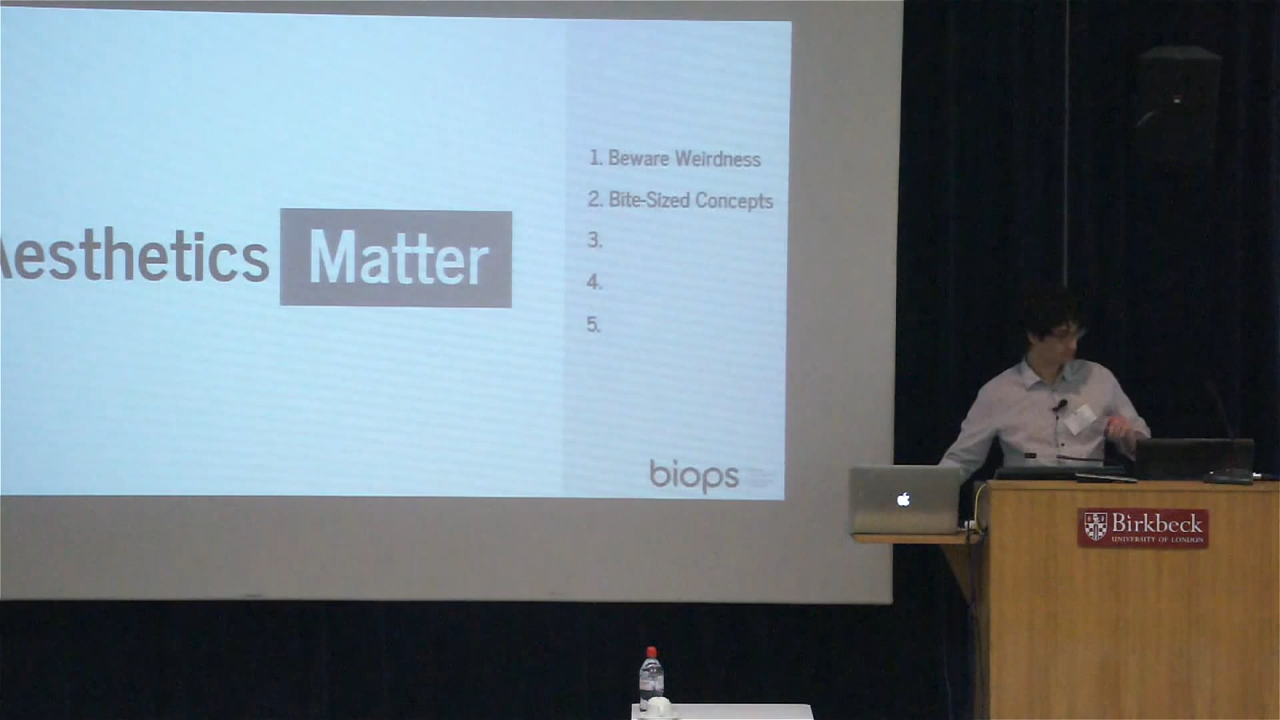 Aesthetics Matter
1. Beware Weirdness
2. Bite-Sized Concepts
3.
4.
5.
biops
Birkbeck
UNIVERSITY OF LONDON